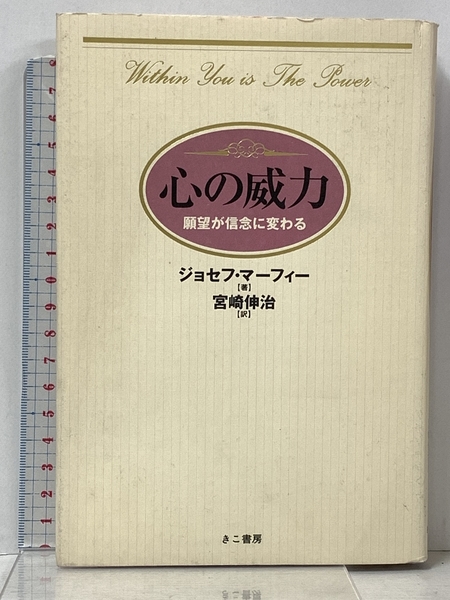 Within You is The Power
心の威力
願望が信念に変わる
ジョセフ・マーフィー
【著】
宮崎伸治
【訳】
きこ書房